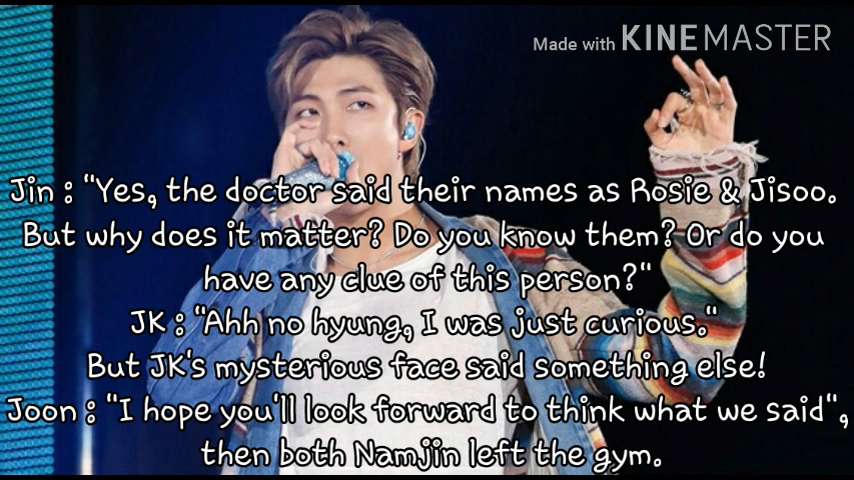 Made with KINEMASTER
Jin : "Yes, the doctor said their names as Rosie & Jisoo.
But why does it matter? Do you know them? Or do you
have any clue of this person?"
JK : "Ahh no hyung, I was just curious."
But JK's mysterious face said something else!
Joon : "I hope you'll look forward to think what we said",
then both Namjin left the gym.